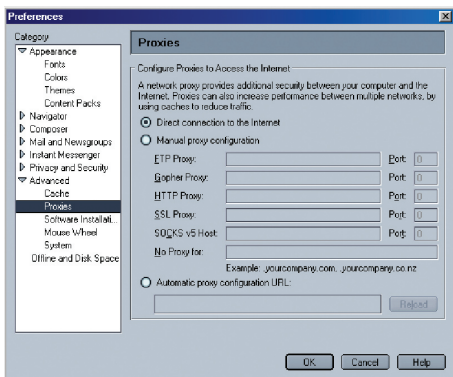 Preferences
Category
Appearance
Fonts
Colors
Themes
Content Packs
Navigator
Composer
Mail and Newsgroups
Instant Messenger
Privacy and Security
Advanced
Cache
Proxies
Software Installati...
Mouse Wheel
System
Offline and Disk Space
Proxies
Configure Proxies to Access the Internet
A network proxy provides additional security between your computer and the
Internet. Proxies can also increase performance between multiple networks, by
using caches to reduce traffic.
Direct connection to the Internet
Manual proxy configuration
FTP Proxy: Port: 0
Gopher Proxy: Port: 0
HTTP Proxy: Port: 0
SSL Proxy: Port: 0
SOCKS v5 Host: Port: 0
No Proxy for:
Example: .yourcompany.com, .yourcompany.co.nz
Automatic proxy configuration URL:
Reload
OK Cancel Help